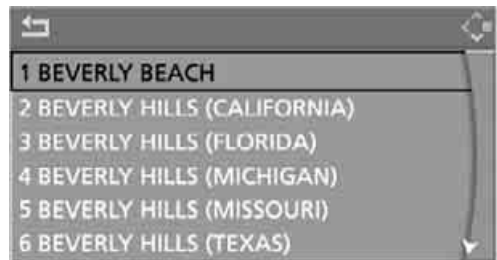 1 BEVERLY BEACH
2 BEVERLY HILLS (CALIFORNIA)
3 BEVERLY HILLS (FLORIDA)
4 BEVERLY HILLS (MICHIGAN)
5 BEVERLY HILLS (MISSOURI)
6 BEVERLY HILLS (TEXAS)